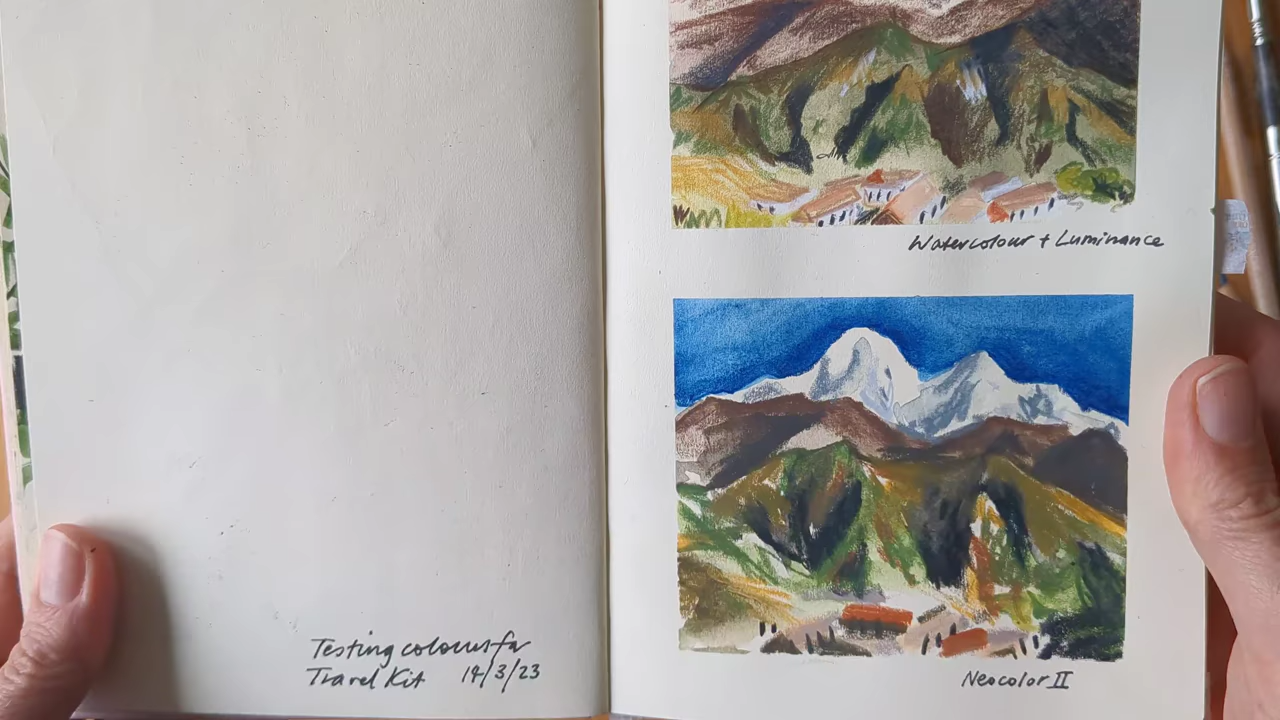 Testing colours for
Travel Kit 14/3/23
Watercolour + Luminance
Neocolor II